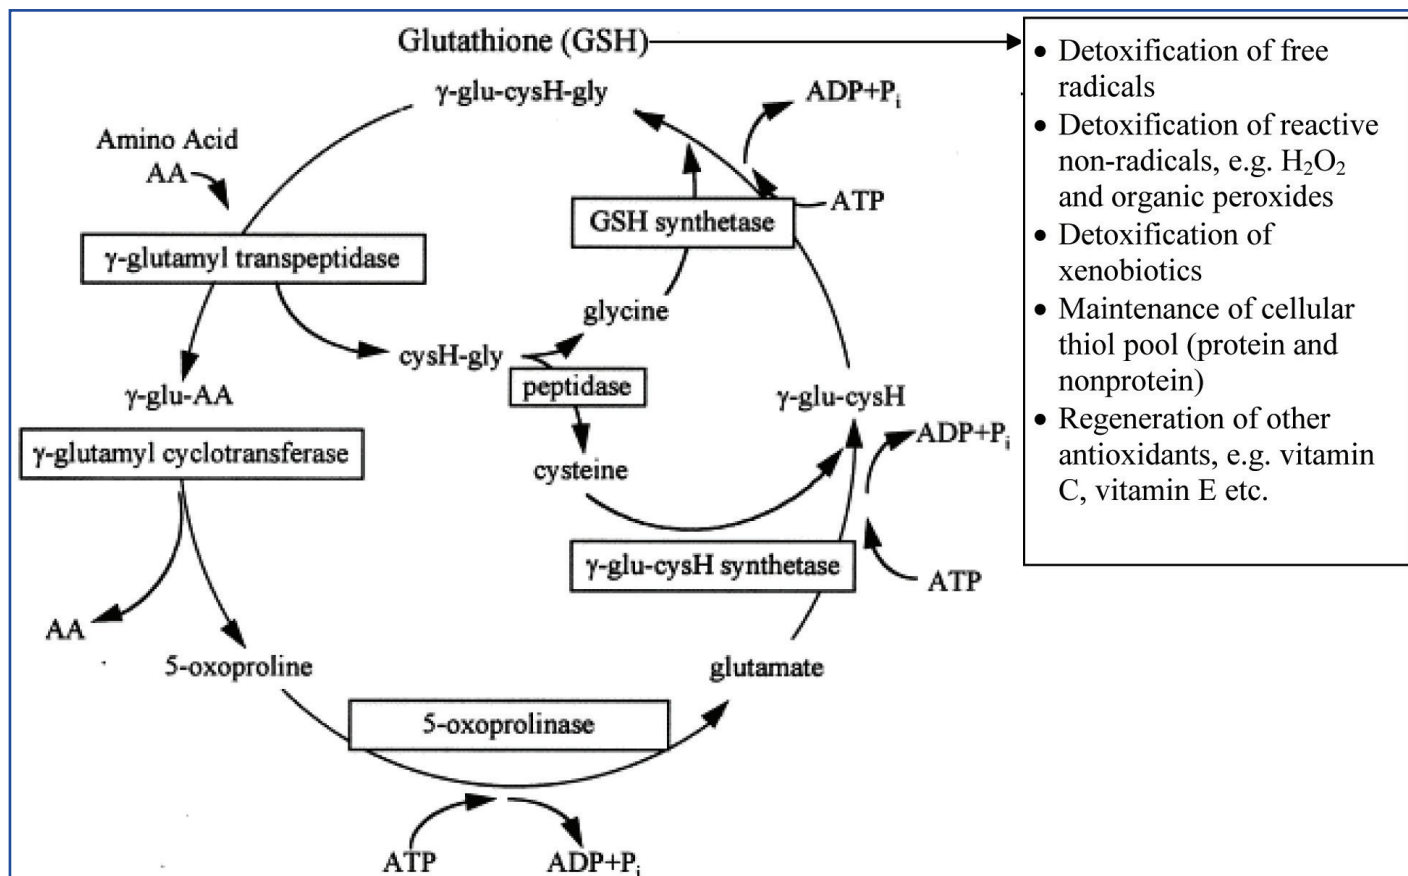 Glutathione (GSH)
γ-glu-cysH-gly
ADP+Pi
Amino Acid
AA
ATP
GSH synthetase
γ-glutamyl transpeptidase
glycine
cysH-gly
peptidase
γ-glu-AA
γ-glu-cysH
ADP+Pi
γ-glutamyl cyclotransferase
cysteine
γ-glu-cysH synthetase
ATP
AA
5-oxoproline
glutamate
5-oxoprolinase
ATP
ADP+Pi
• Detoxification of free
radicals
• Detoxification of reactive
non-radicals, e.g. H₂O₂
and organic peroxides
• Detoxification of
xenobiotics
• Maintenance of cellular
thiol pool (protein and
nonprotein)
• Regeneration of other
antioxidants, e.g. vitamin
C, vitamin E etc.